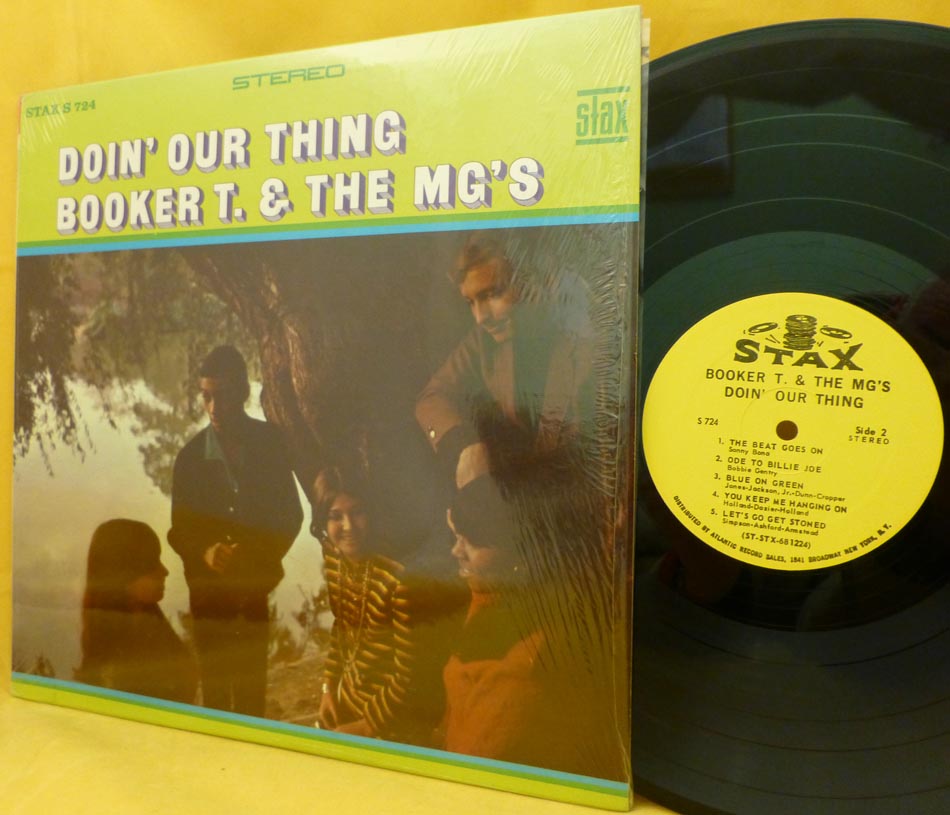 STEREO
STAX S 724
stax
DOIN' OUR THING
BOOKER T. & THE MG'S
STAX
BOOKER T. & THE MG'S
DOIN' OUR THING
S 724
Side 2
STEREO
1. THE BEAT GOES ON
Sonny Bono
2. ODE TO BILLIE JOE
Bobbie Gentry
3. BLUE ON GREEN
Jones-Jackson, Jr.-Dunn-Cropper
4. YOU KEEP ME HANGING ON
Holland-Dozier-Holland
5. LET'S GO GET STONED
Simpson-Ashford-Armstead
(ST-STX-681224)
DISTRIBUTED BY ATLANTIC RECORD SALES, 1841 BROADWAY NEW YORK, N.Y.